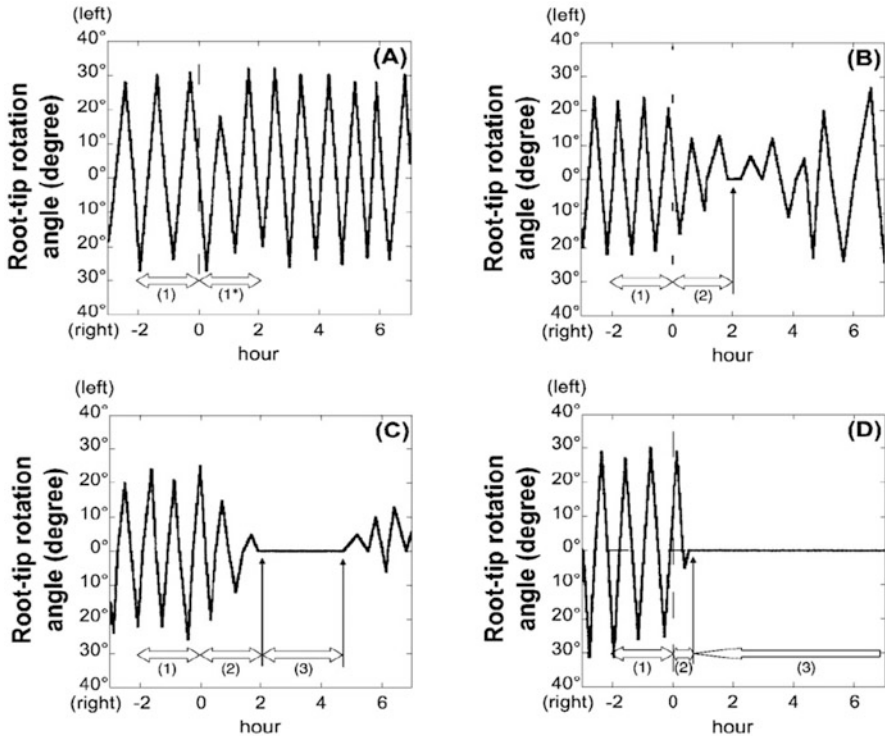 (left)
40°
30°
20°
10°
0°
10°
20°
30°
40°
(right)
-2
0
2
4
6
hour
Root-tip rotation
angle (degree)
(A)
(1)
(1*)
(left)
40°
30°
20°
10°
0°
10°
20°
30°
40°
(right)
-2
0
2
4
6
hour
Root-tip rotation
angle (degree)
(B)
(1)
(2)
(left)
40°
30°
20°
10°
0°
10°
20°
30°
40°
(right)
-2
0
2
4
6
hour
Root-tip rotation
angle (degree)
(C)
(1)
(2)
(3)
(left)
40°
30°
20°
10°
0°
10°
20°
30°
40°
(right)
-2
0
2
4
6
hour
Root-tip rotation
angle (degree)
(D)
(1)
(2)
(3)